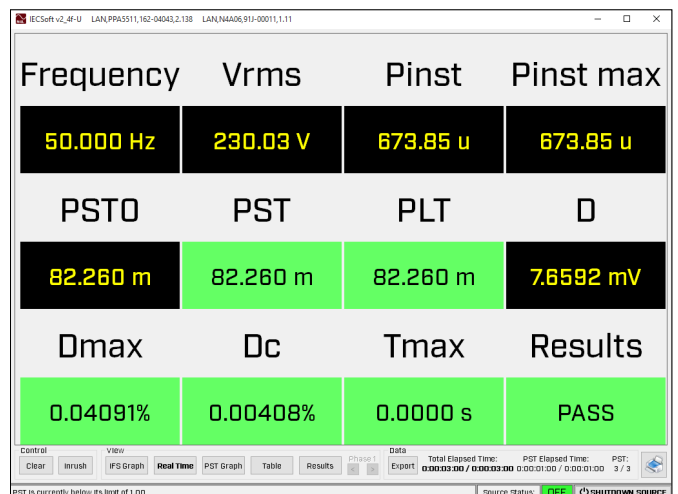 IECSoft v2_4f-U LAN,PPA5511,162-04043,2.138 LAN,N4A06,91J-00011,1.11
Frequency Vrms Pinst Pinst max
50.000 Hz 230.03 V 673.85 u 673.85 u
PST0 PST PLT D
82.260 m 82.260 m 82.260 m 7.6592 mV
Dmax Dc Tmax Results
0.04091% 0.00408% 0.0000 s PASS
Control View Phase 1 Data
Total Elapsed Time: PST Elapsed Time: PST:
Clear Inrush IFS Graph Real Time PST Graph Table Results < > Export 0:00:03:00 / 0:00:03:00 0:00:01:00 / 0:00:01:00 3 / 3
PST is currently below its limit of 1.00 Source Status: OFF SHUTDOWN SOURCE